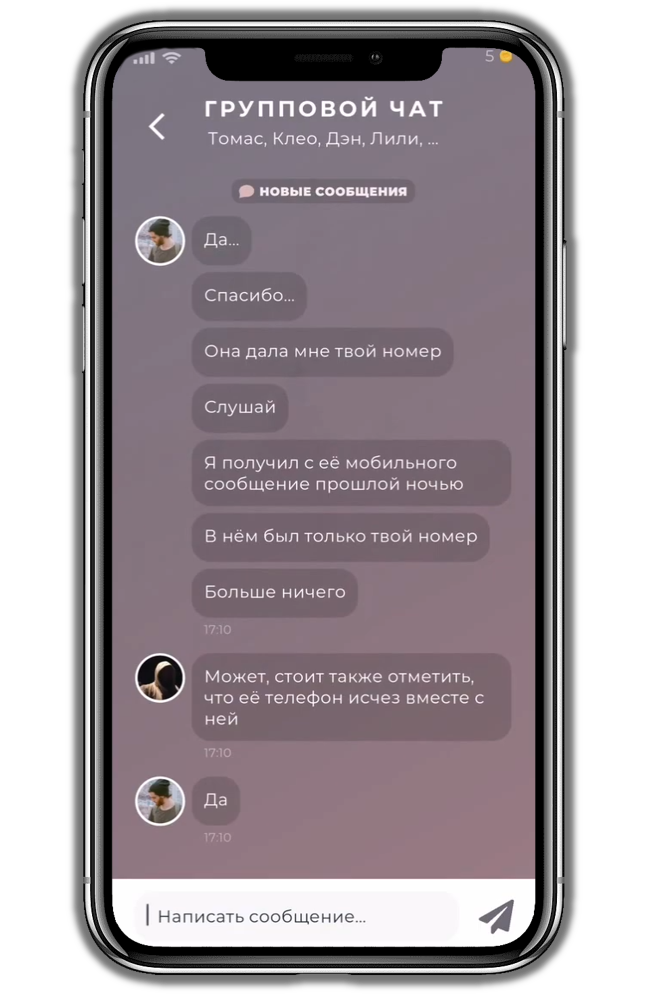 5
ГРУППОВОЙ ЧАТ
Томас, Клео, Дэн, Лили, ...
НОВЫЕ СООБЩЕНИЯ
Да...
Спасибо...
Она дала мне твой номер
Слушай
Я получил с её мобильного
сообщение прошлой ночью
В нём был только твой номер
Больше ничего
17:10
Может, стоит также отметить,
что её телефон исчез вместе с
ней
17:10
Да
17:10
Написать сообщение...